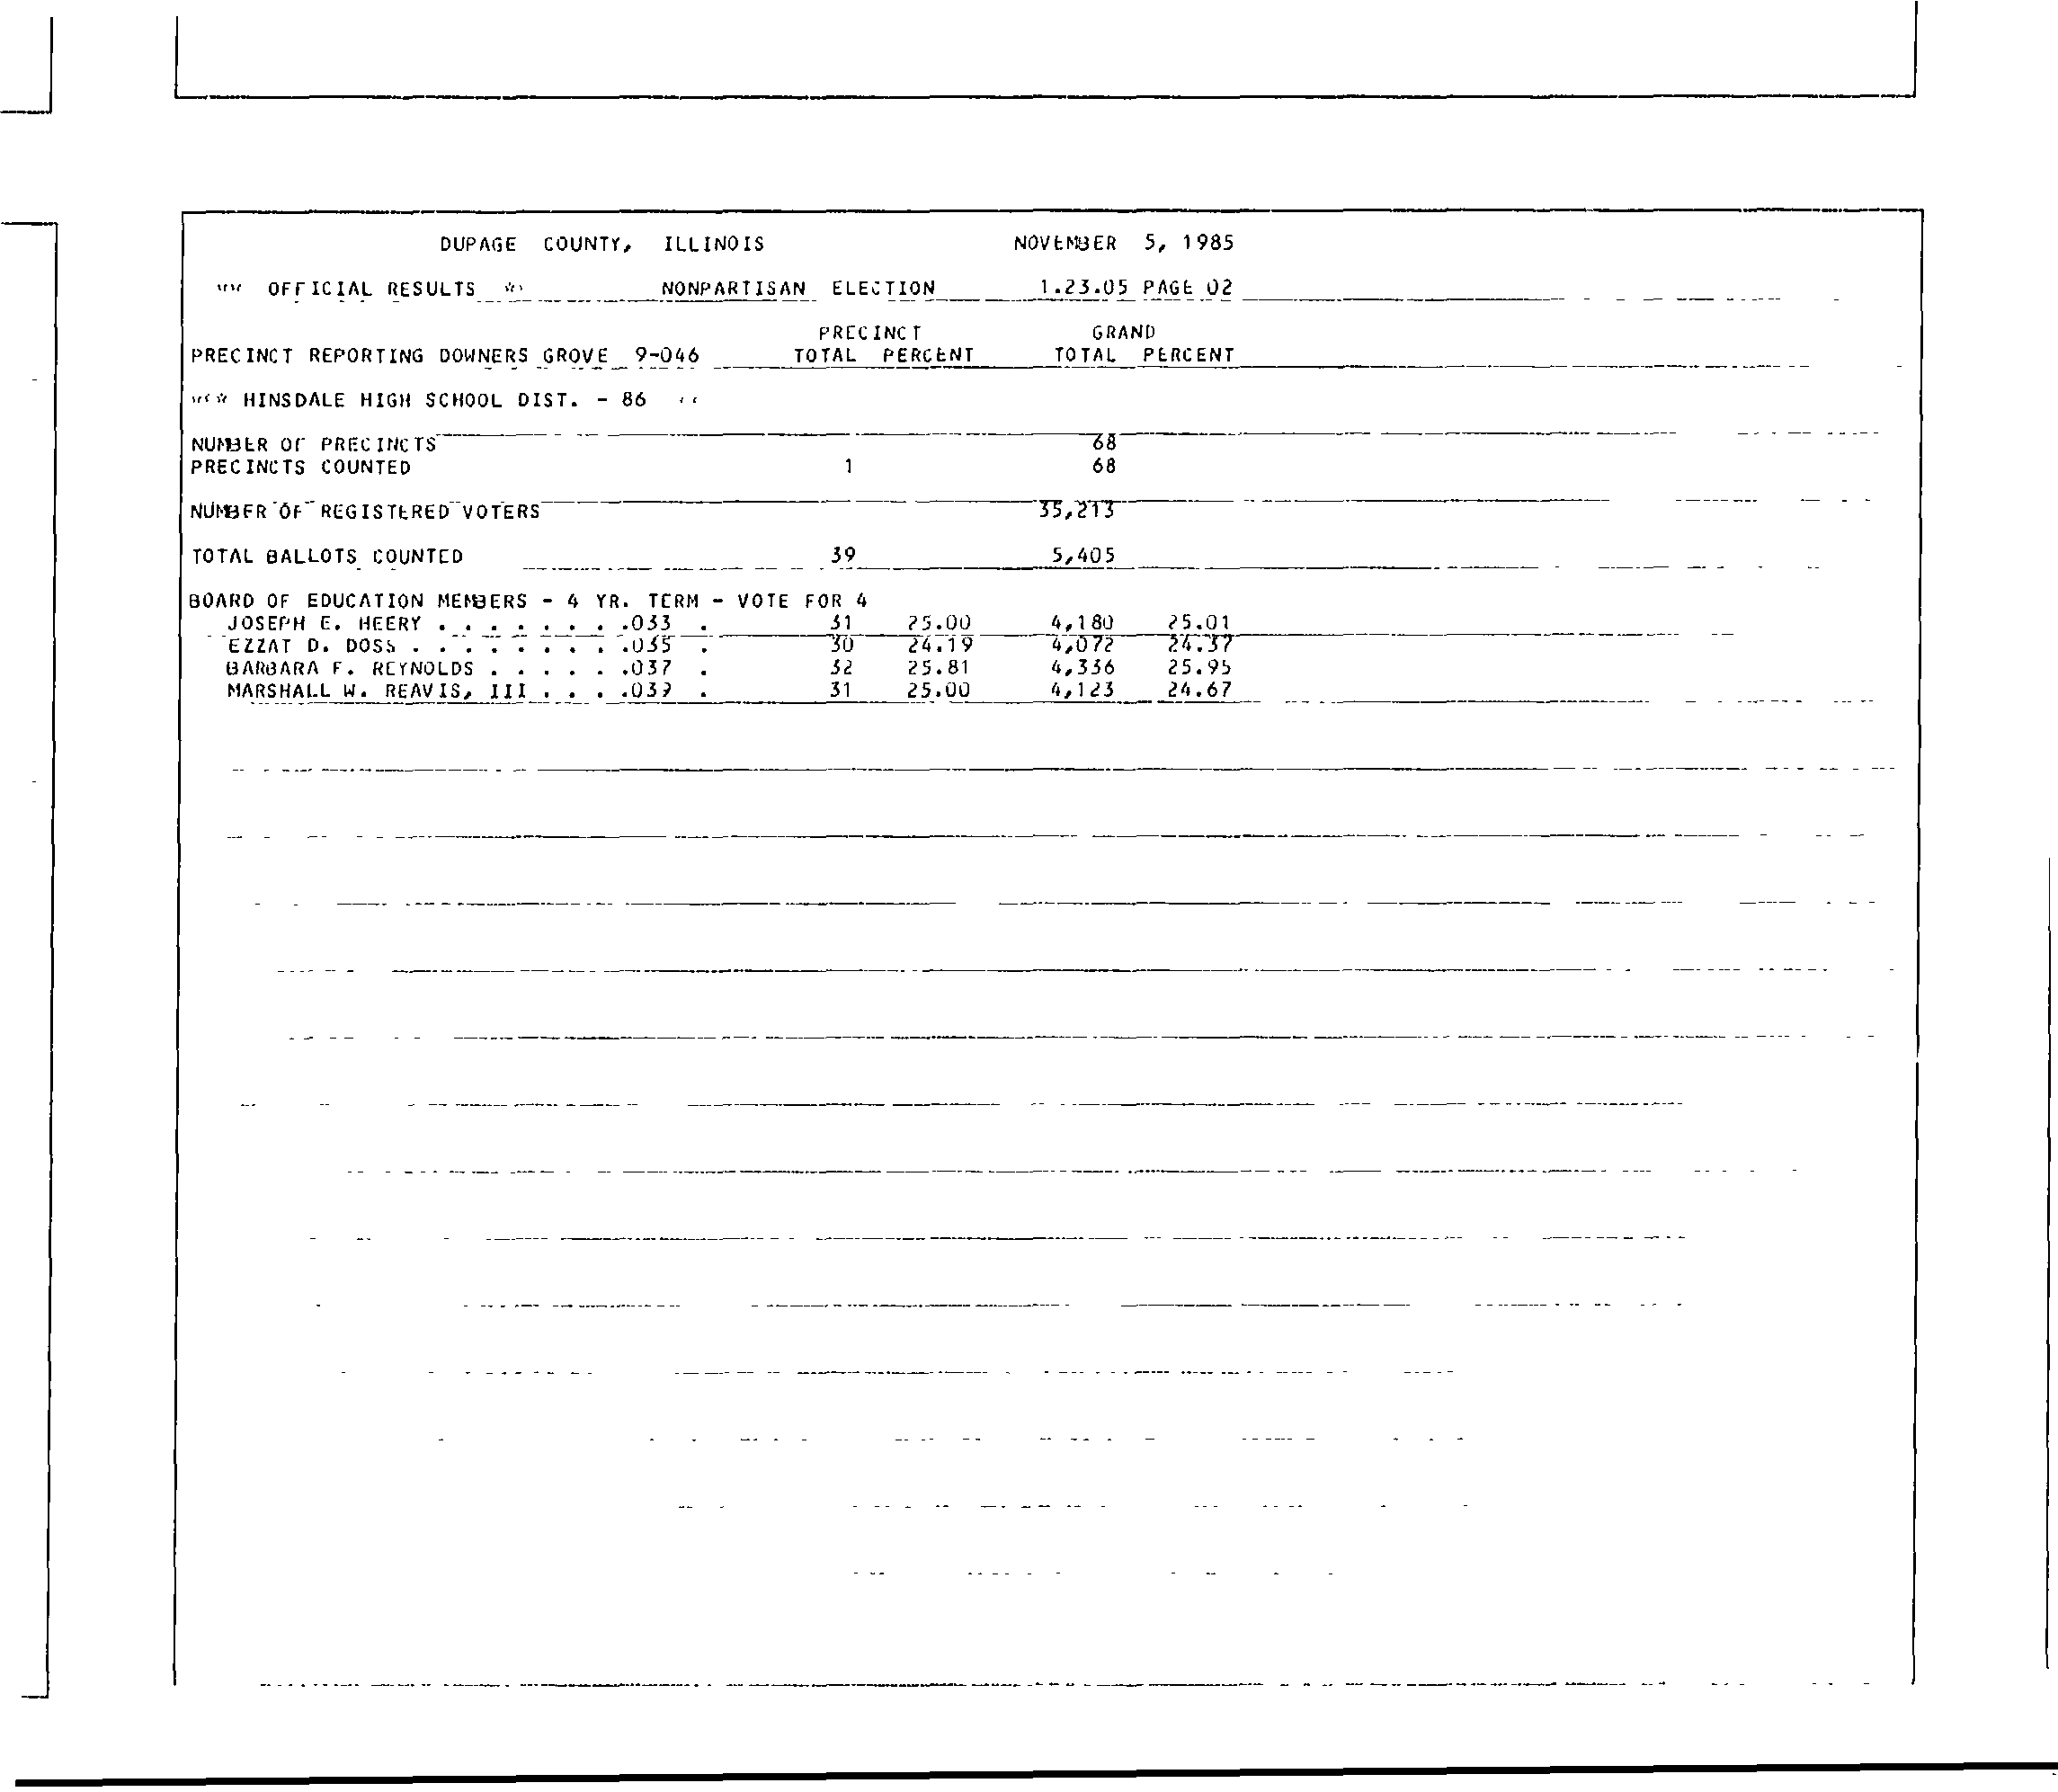 DUPAGE COUNTY, ILLINOIS NOVEMBER 5, 1985
** OFFICIAL RESULTS ** NONPARTISAN ELECTION 1.23.05 PAGE 02
PRECINCT GRAND
PRECINCT REPORTING DOWNERS GROVE 9-046 TOTAL PERCENT TOTAL PERCENT
*** HINSDALE HIGH SCHOOL DIST. - 86 **
NUMBER OF PRECINCTS 68
PRECINCTS COUNTED 1 68
NUMBER OF REGISTERED VOTERS 35,213
TOTAL BALLOTS COUNTED 39 5,405
BOARD OF EDUCATION MEMBERS - 4 YR. TERM - VOTE FOR 4
JOSEPH E. HEERY . . . . . . . .033 . 31 25.00 4,180 25.01
EZZAT D. DOSS . . . . . . . . .035 . 30 24.19 4,072 24.37
BARBARA F. REYNOLDS . . . . . .037 . 32 25.81 4,336 25.95
MARSHALL W. REAVIS, III . . . .039 . 31 25.00 4,123 24.67